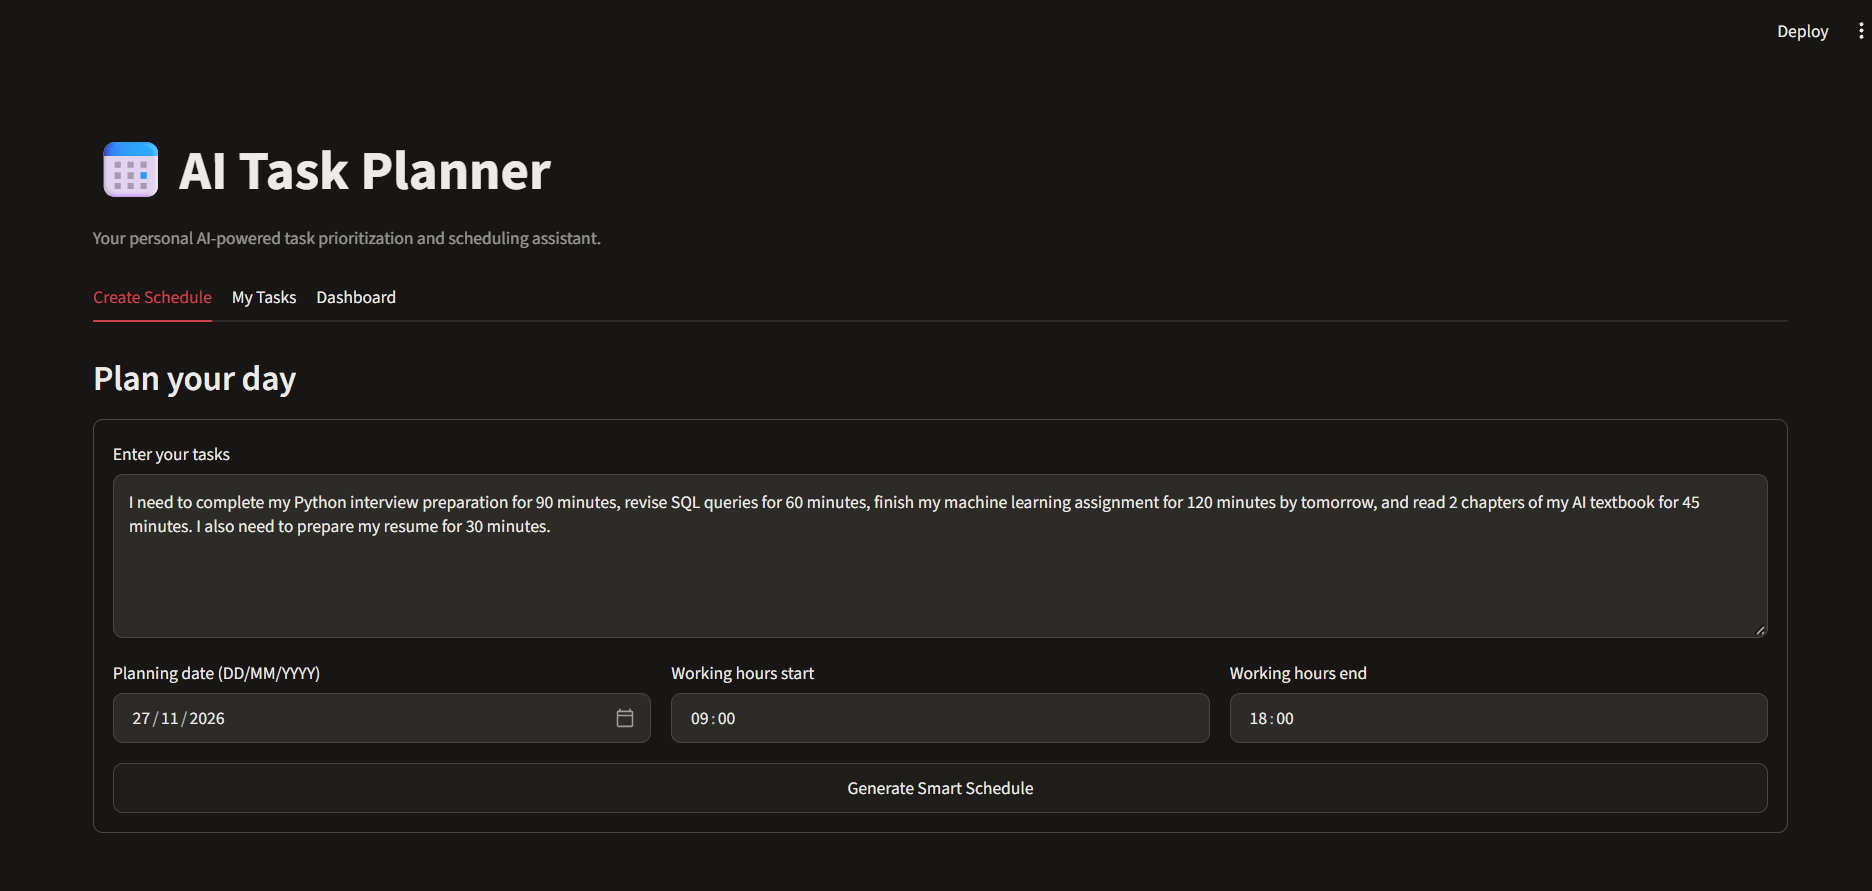 Deploy
AI Task Planner
Your personal AI-powered task prioritization and scheduling assistant.
Create Schedule My Tasks Dashboard
Plan your day
Enter your tasks
I need to complete my Python interview preparation for 90 minutes, revise SQL queries for 60 minutes, finish my machine learning assignment for 120 minutes by tomorrow, and read 2 chapters of my AI textbook for 45
minutes. I also need to prepare my resume for 30 minutes.
Planning date (DD/MM/YYYY) Working hours start Working hours end
27/11/2026 09:00 18:00
Generate Smart Schedule